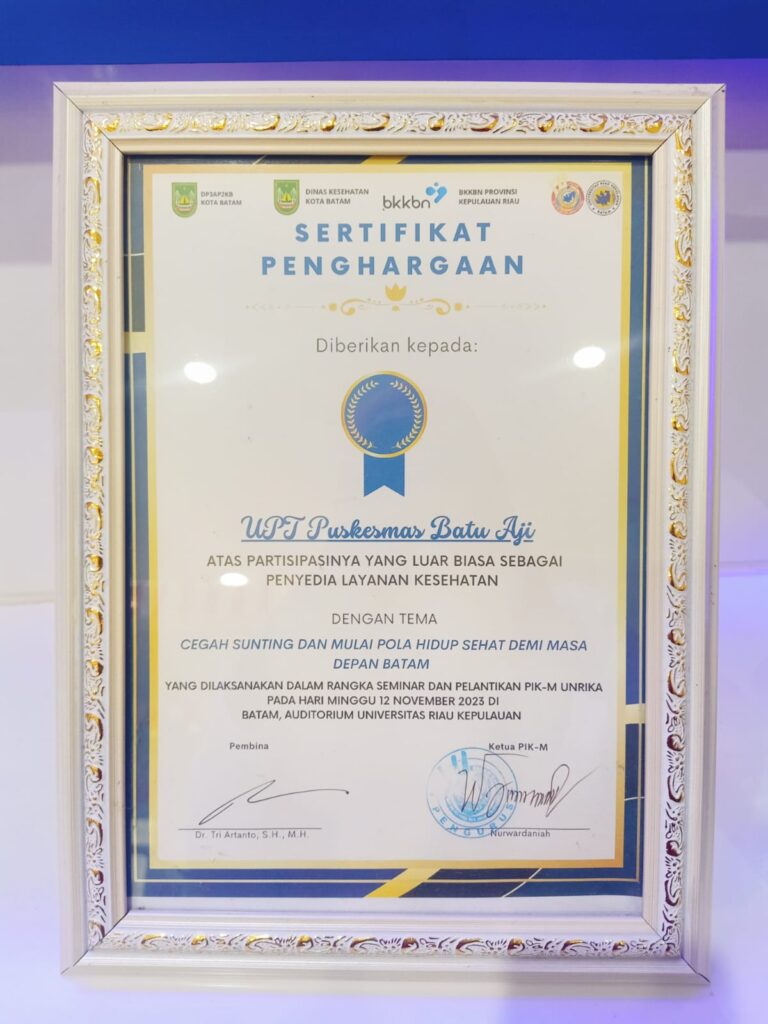 DP3AP2KB
KOTA BATAM
DINAS KESEHATAN
KOTA BATAM
bkkbn
BKKBN PROVINSI
KEPULAUAN RIAU
SERTIFIKAT
PENGHARGAAN
Diberikan kepada:
UPT Puskesmas Batu Aji
ATAS PARTISIPASINYA YANG LUAR BIASA SEBAGAI
PENYEDIA LAYANAN KESEHATAN
DENGAN TEMA
CEGAH SUNTING DAN MULAI POLA HIDUP SEHAT DEMI MASA
DEPAN BATAM
YANG DILAKSANAKAN DALAM RANGKA SEMINAR DAN PELANTIKAN PIK-M UNRIKA
PADA HARI MINGGU 12 NOVEMBER 2023 DI
BATAM, AUDITORIUM UNIVERSITAS RIAU KEPULAUAN
Pembina
Ketua PIK-M
PENGURUS
Dr. Tri Artanto, S.H., M.H.
Nurwardaniah